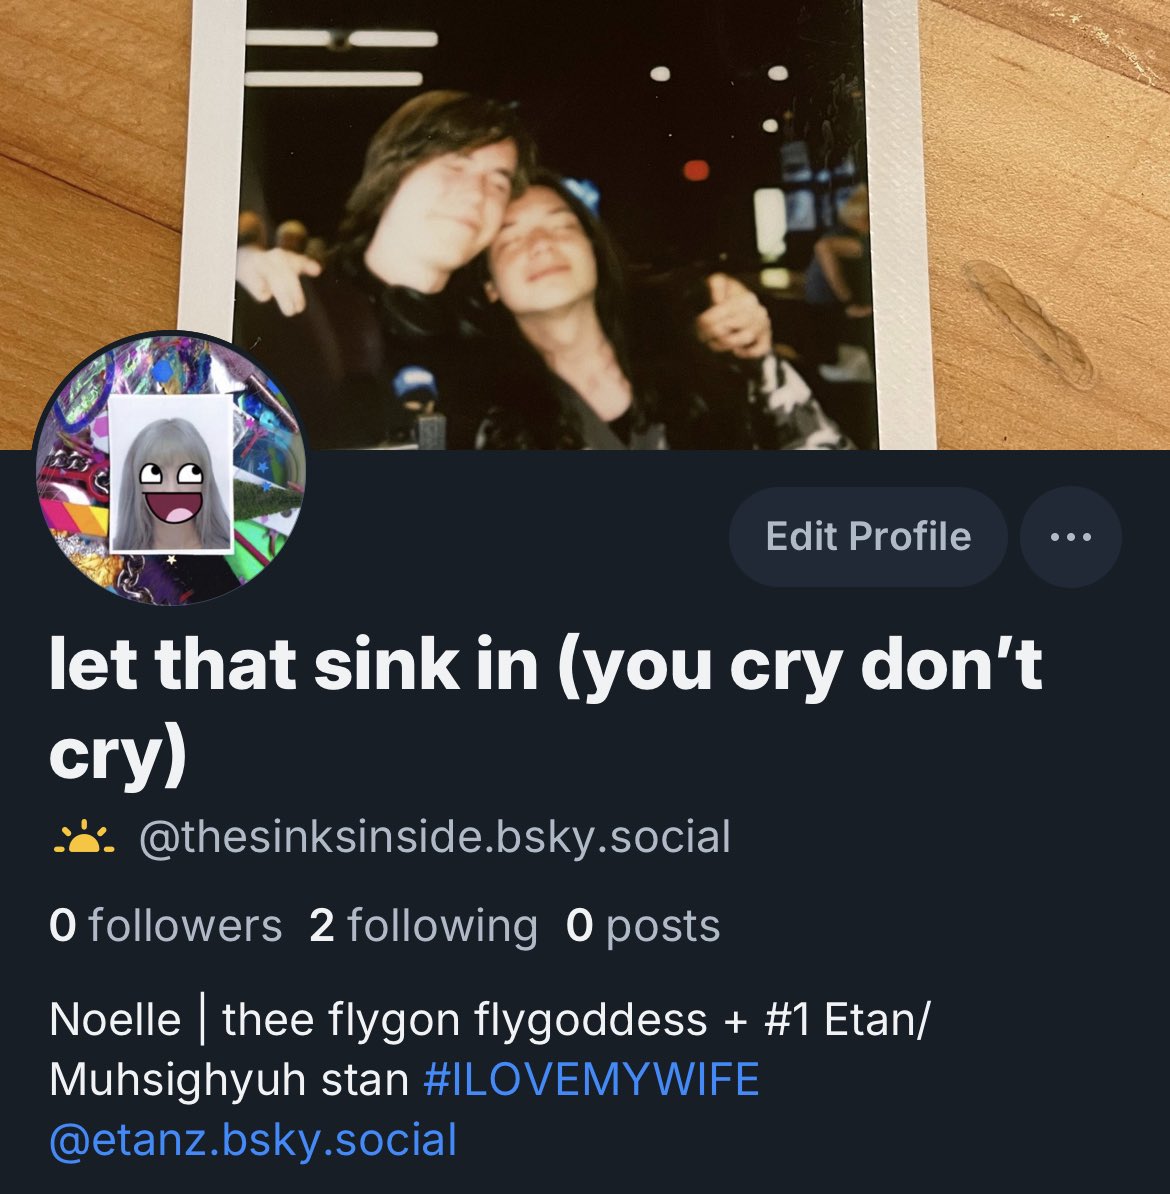 Edit Profile
let that sink in (you cry don’t
cry)
@thesinksinside.bsky.social
0 followers 2 following 0 posts
Noelle | thee flygon flygoddess + #1 Etan/
Muhsighyuh stan #ILOVEMYWIFE
@etanz.bsky.social